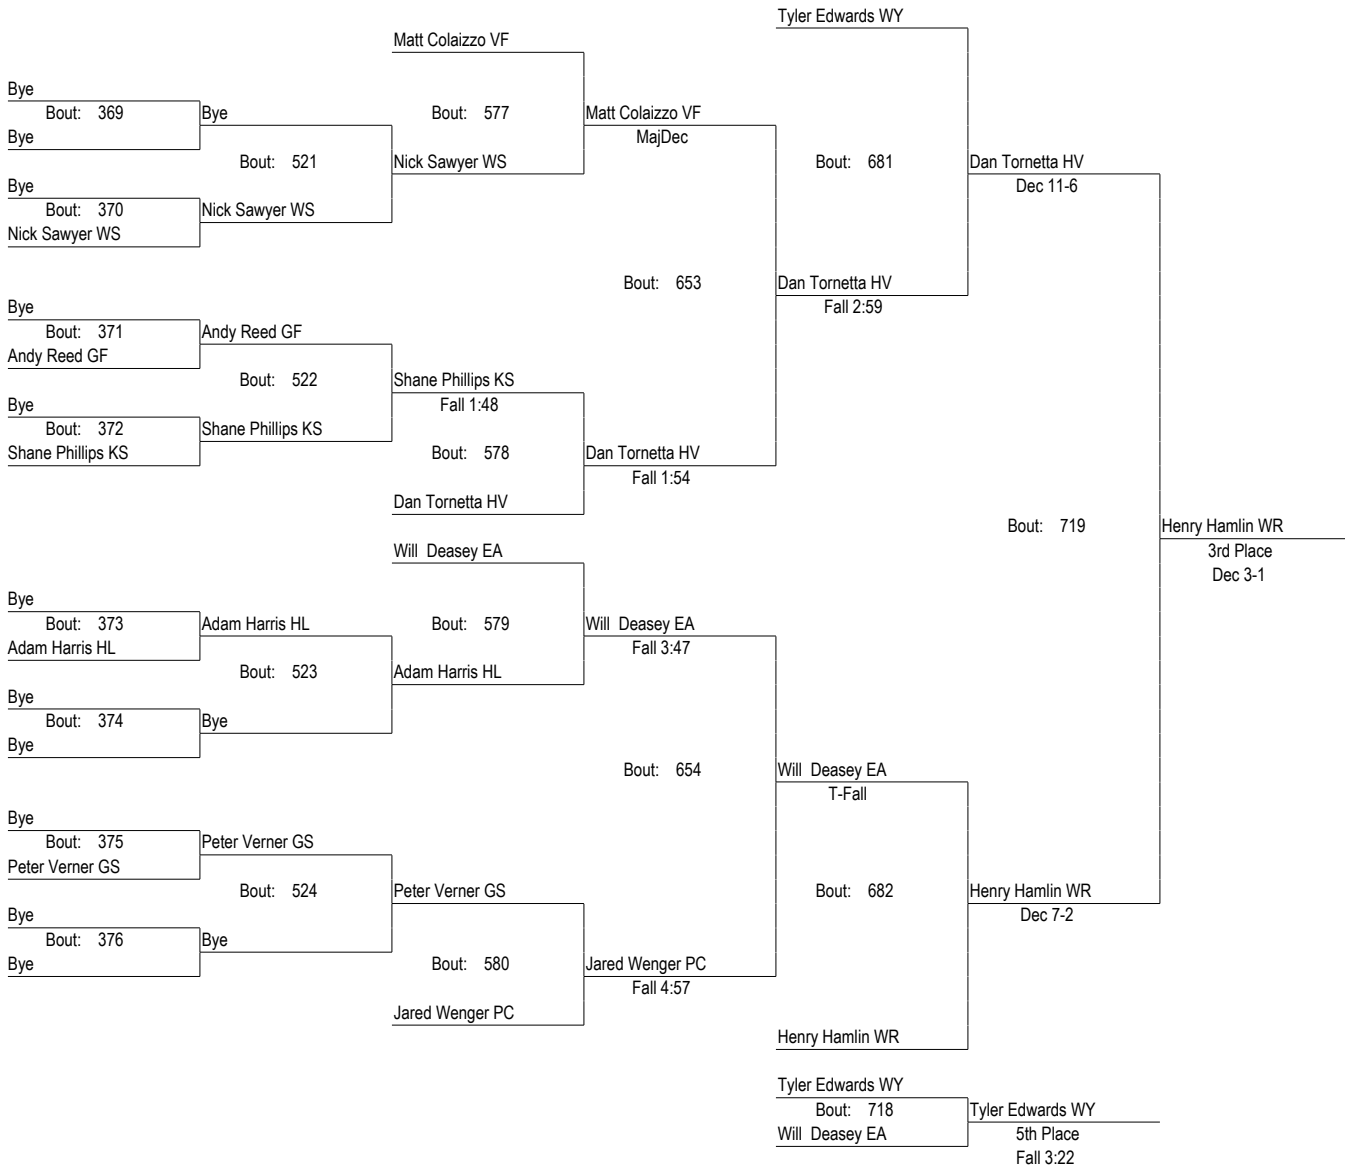 Tyler Edwards WY
Matt Colaizzo VF
Bye
Bout: 369
Bye
Bout: 577
Matt Colaizzo VF
Bye
MajDec
Bout: 521
Nick Sawyer WS
Bout: 681
Dan Tornetta HV
Bye
Dec 11-6
Bout: 370
Nick Sawyer WS
Nick Sawyer WS
Bout: 653
Dan Tornetta HV
Bye
Fall 2:59
Bout: 371
Andy Reed GF
Andy Reed GF
Bout: 522
Shane Phillips KS
Bye
Fall 1:48
Bout: 372
Shane Phillips KS
Shane Phillips KS
Bout: 578
Dan Tornetta HV
Fall 1:54
Dan Tornetta HV
Bout: 719
Henry Hamlin WR
Will Deasey EA
3rd Place
Dec 3-1
Bye
Bout: 373
Adam Harris HL
Bout: 579
Will Deasey EA
Adam Harris HL
Fall 3:47
Bout: 523
Adam Harris HL
Bye
Bout: 374
Bye
Bye
Bout: 654
Will Deasey EA
T-Fall
Bye
Bout: 375
Peter Verner GS
Peter Verner GS
Bout: 524
Peter Verner GS
Bout: 682
Henry Hamlin WR
Bye
Dec 7-2
Bout: 376
Bye
Bye
Bout: 580
Jared Wenger PC
Fall 4:57
Jared Wenger PC
Henry Hamlin WR
Tyler Edwards WY
Bout: 718
Tyler Edwards WY
Will Deasey EA
5th Place
Fall 3:22